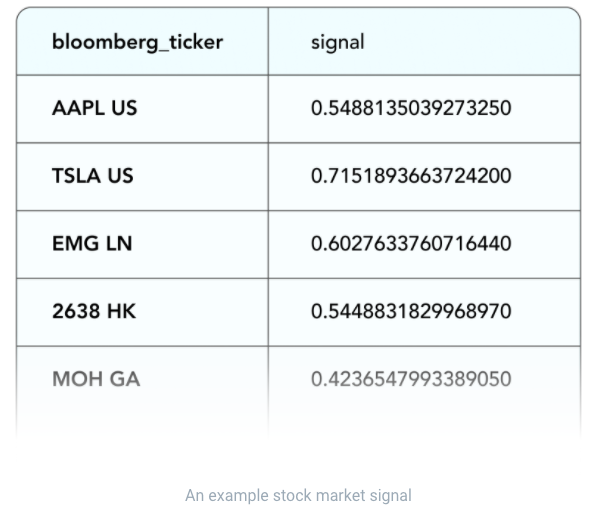 bloomberg_ticker signal
AAPL US 0.5488135039273250
TSLA US 0.7151893663724200
EMG LN 0.6027633760716440
2638 HK 0.5448831829968970
MOH GA 0.4236547993389050
An example stock market signal